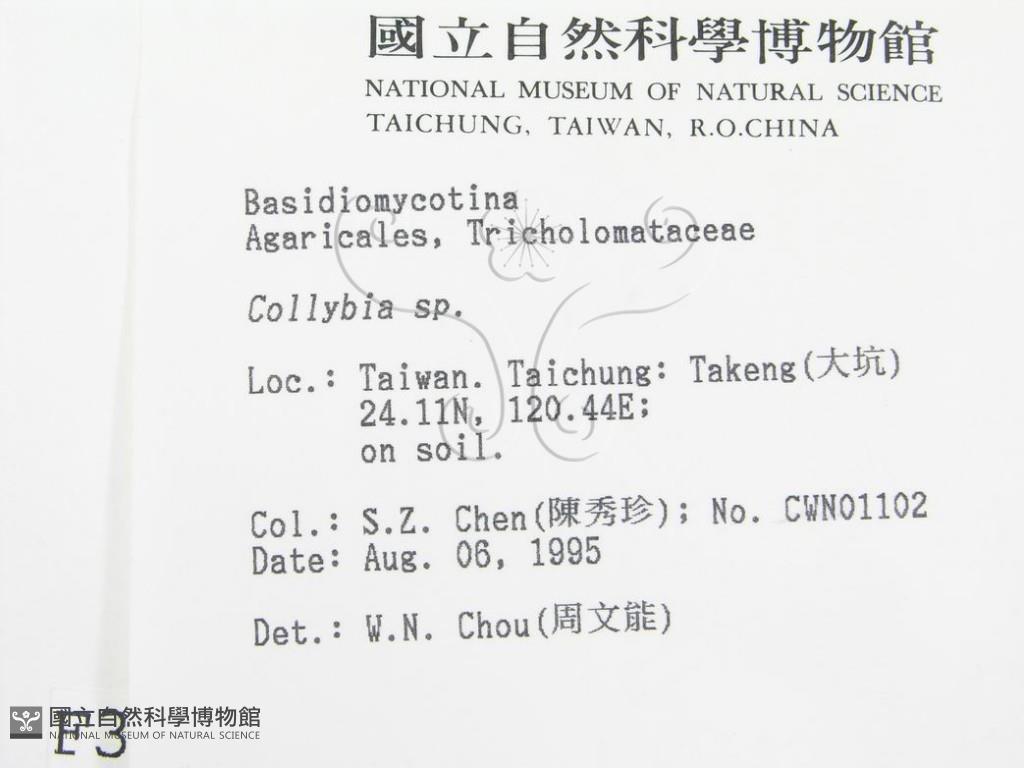 國立自然科學博物館
NATIONAL MUSEUM OF NATURAL SCIENCE
TAICHUNG, TAIWAN, R.O.CHINA
Basidiomycotina
Agaricales, Tricholomataceae
Collybia sp.
Loc.: Taiwan. Taichung: Takeng(大坑)
24.11N, 120.44E;
on soil.
Col.: S.Z. Chen(陳秀珍); No. CWN01102
Date: Aug. 06, 1995
Det.: W.N. Chou(周文能)
國立自然科學博物館
NATIONAL MUSEUM OF NATURAL SCIENCE
F3